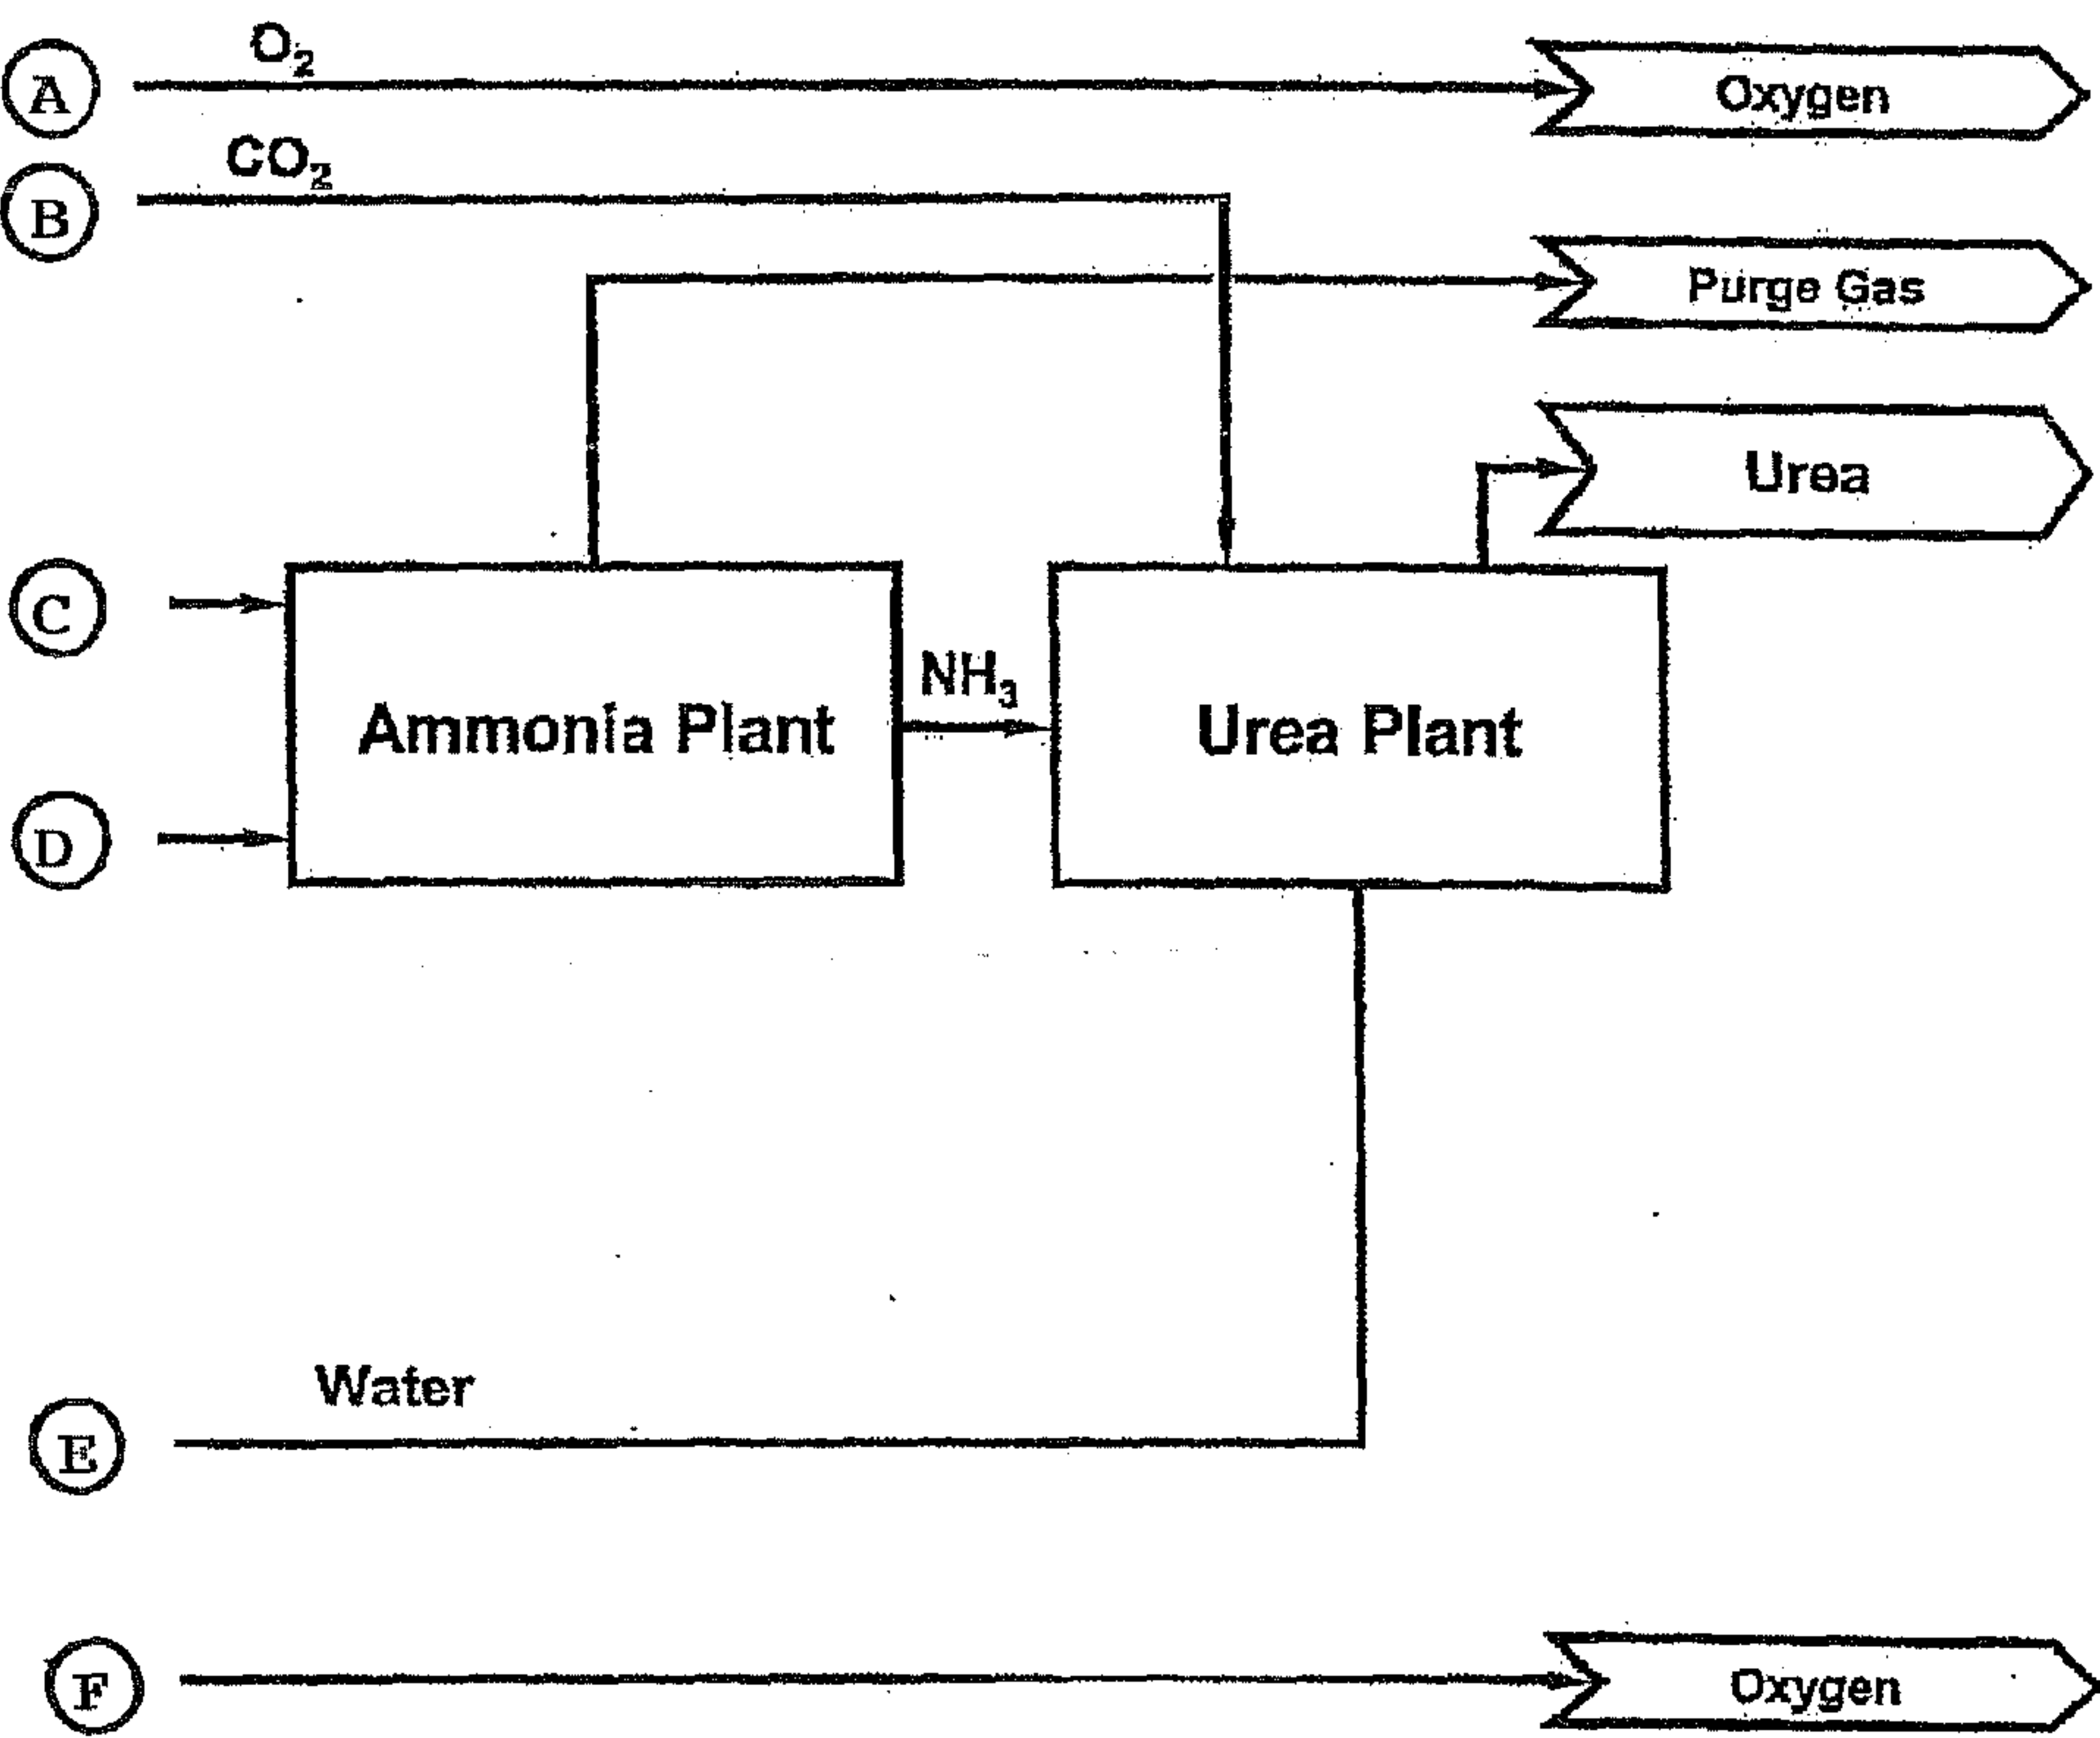 A
O₂
Oxygen
B
CO₂
Purge Gas
Urea
C
Ammonia Plant
NH₃
Urea Plant
D
Water
E
F
Oxygen